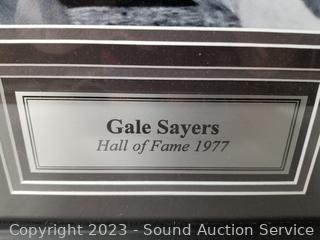 Gale Sayers
Hall of Fame 1977
Copyright © 2023 - Sound Auction Service